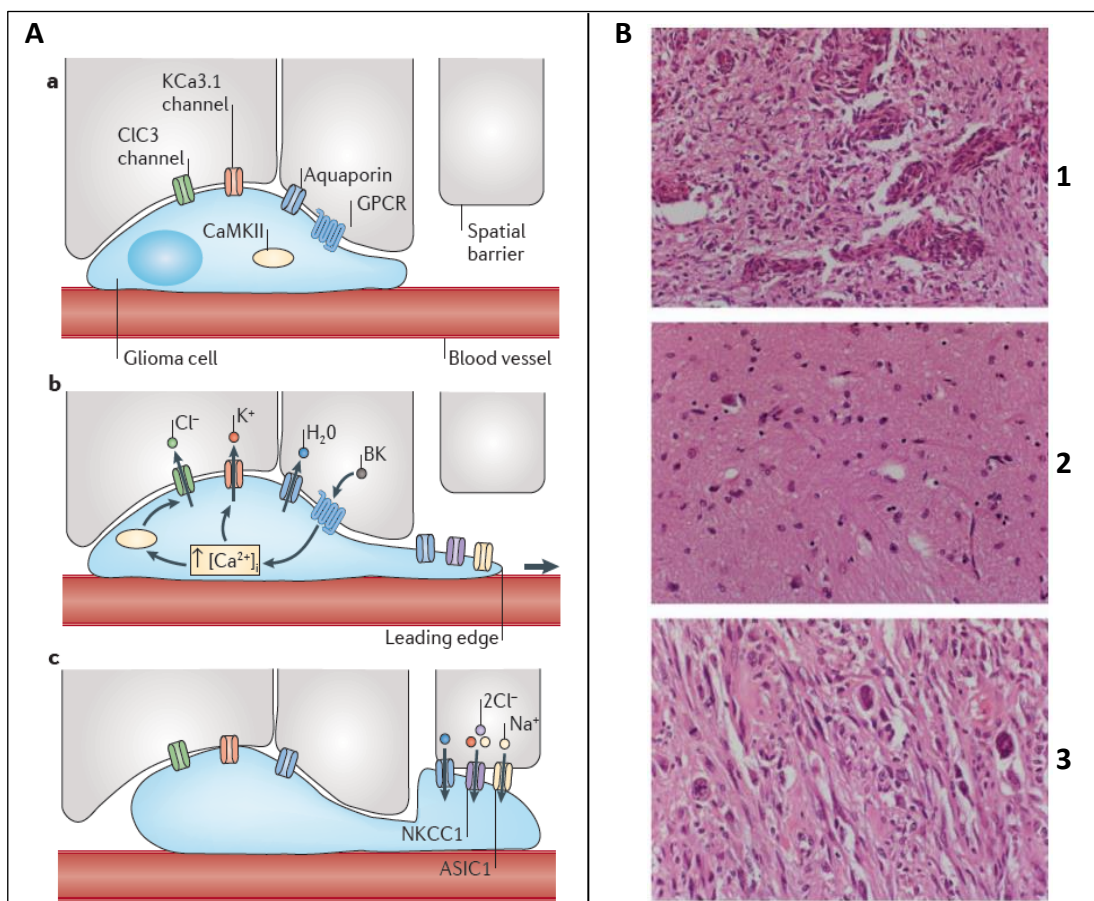 A
a
KCa3.1
channel
ClC3
channel
Aquaporin
GPCR
CaMKII
Spatial
barrier
Glioma cell
Blood vessel
b
Cl⁻
K⁺
H₂0
BK
↑ [Ca²⁺]ᵢ
Leading edge
c
2Cl⁻
Na⁺
NKCC1
ASIC1
B
1
2
3